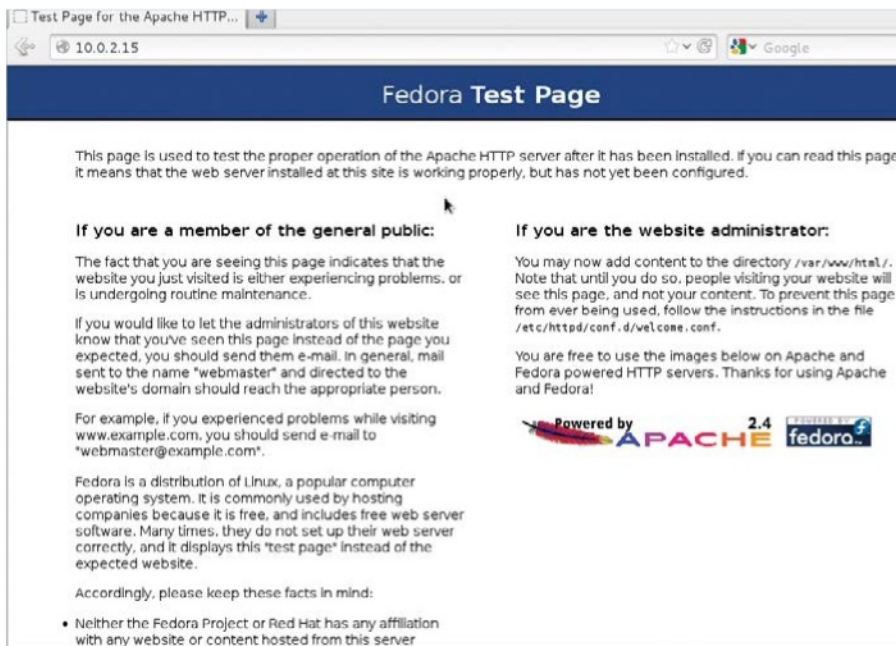 Test Page for the Apache HTTP...
10.0.2.15
Google
Fedora Test Page
This page is used to test the proper operation of the Apache HTTP server after it has been installed. If you can read this page
it means that the web server installed at this site is working properly, but has not yet been configured.
If you are a member of the general public:
The fact that you are seeing this page indicates that the
website you just visited is either experiencing problems, or
is undergoing routine maintenance.
If you would like to let the administrators of this website
know that you've seen this page instead of the page you
expected, you should send them e-mail. In general, mail
sent to the name "webmaster" and directed to the
website's domain should reach the appropriate person.
For example, if you experienced problems while visiting
www.example.com, you should send e-mail to
"webmaster@example.com".
Fedora is a distribution of Linux, a popular computer
operating system. It is commonly used by hosting
companies because it is free, and includes free web server
software. Many times, they do not set up their web server
correctly, and it displays this "test page" instead of the
expected website.
Accordingly, please keep these facts in mind:
• Neither the Fedora Project or Red Hat has any affiliation
with any website or content hosted from this server
If you are the website administrator:
You may now add content to the directory /var/www/html/.
Note that until you do so, people visiting your website will
see this page, and not your content. To prevent this page
from ever being used, follow the instructions in the file
/etc/httpd/conf.d/welcome.conf.
You are free to use the images below on Apache and
Fedora powered HTTP servers. Thanks for using Apache
and Fedora!
Powered by 2.4
APACHE
POWERED BY
fedora